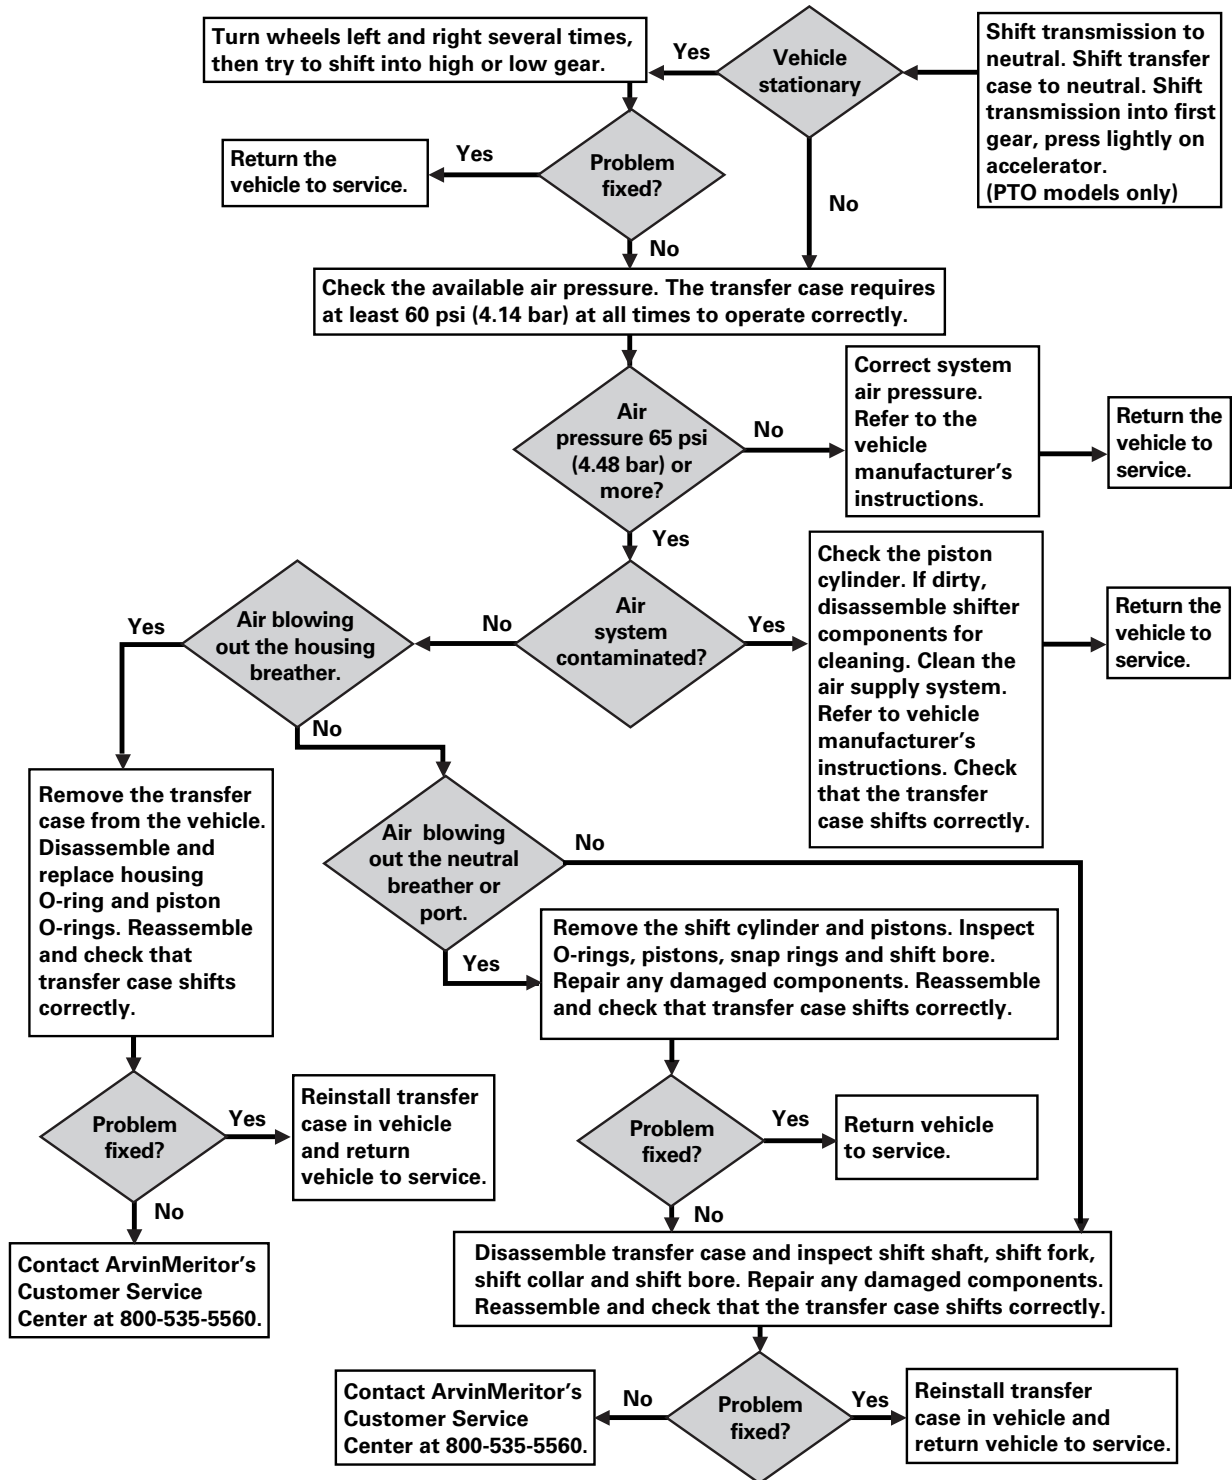 Turn wheels left and right several times,
then try to shift into high or low gear.
Yes
Vehicle
stationary
Shift transmission to
neutral. Shift transfer
case to neutral. Shift
transmission into first
gear, press lightly on
accelerator.
(PTO models only)
Return the
vehicle to service.
Yes
Problem
fixed?
No
No
Check the available air pressure. The transfer case requires
at least 60 psi (4.14 bar) at all times to operate correctly.
Air
pressure 65 psi
(4.48 bar) or
more?
No
Correct system
air pressure.
Refer to the
vehicle
manufacturer's
instructions.
Return the
vehicle to
service.
Yes
Air
system
contaminated?
Yes
Check the piston
cylinder. If dirty,
disassemble shifter
components for
cleaning. Clean the
air supply system.
Refer to vehicle
manufacturer's
instructions. Check
that the transfer
case shifts correctly.
Return the
vehicle to
service.
No
Air blowing
out the housing
breather.
Yes
No
Remove the transfer
case from the vehicle.
Disassemble and
replace housing
O-ring and piston
O-rings. Reassemble
and check that
transfer case shifts
correctly.
Air blowing
out the neutral
breather or
port.
No
Yes
Remove the shift cylinder and pistons. Inspect
O-rings, pistons, snap rings and shift bore.
Repair any damaged components. Reassemble
and check that transfer case shifts correctly.
Problem
fixed?
Yes
Reinstall transfer
case in vehicle
and return
vehicle to service.
No
Contact ArvinMeritor's
Customer Service
Center at 800-535-5560.
Problem
fixed?
Yes
Return vehicle
to service.
No
Disassemble transfer case and inspect shift shaft, shift fork,
shift collar and shift bore. Repair any damaged components.
Reassemble and check that the transfer case shifts correctly.
Contact ArvinMeritor's
Customer Service
Center at 800-535-5560.
No
Problem
fixed?
Yes
Reinstall transfer
case in vehicle and
return vehicle to service.